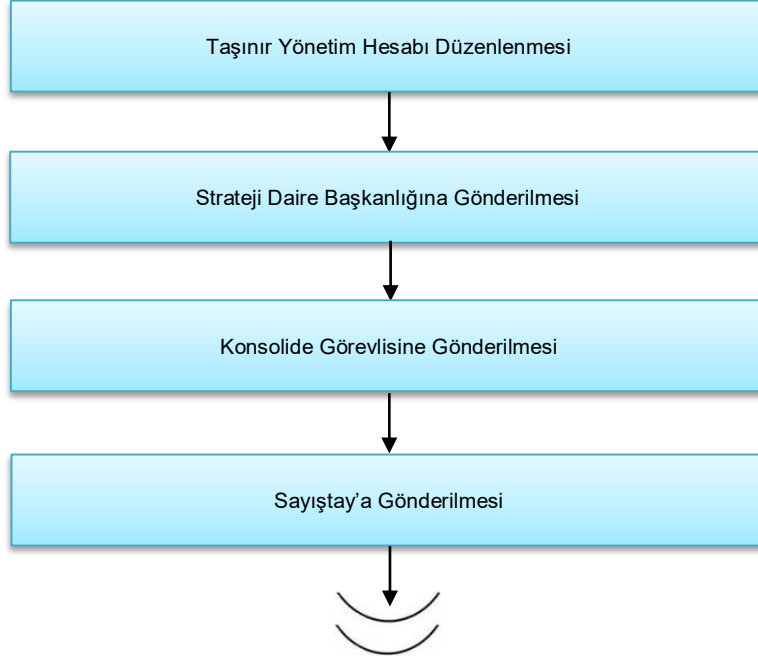 Taşınır Yönetim Hesabı Düzenlenmesi
Strateji Daire Başkanlığına Gönderilmesi
Konsolide Görevlisine Gönderilmesi
Sayıştay’a Gönderilmesi